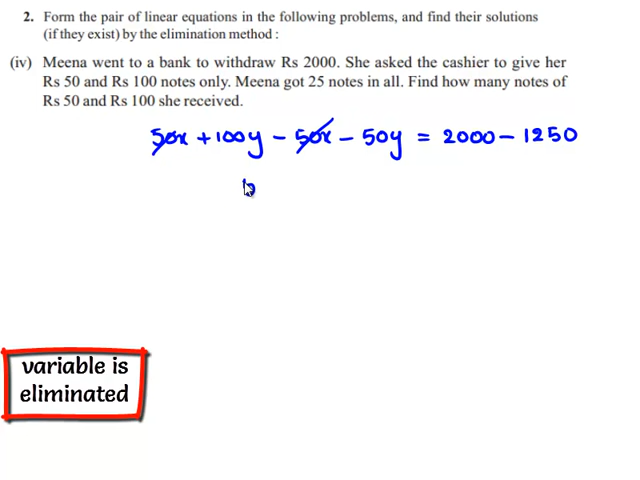 2. Form the pair of linear equations in the following problems, and find their solutions
(if they exist) by the elimination method :
(iv) Meena went to a bank to withdraw Rs 2000. She asked the cashier to give her
Rs 50 and Rs 100 notes only. Meena got 25 notes in all. Find how many notes of
Rs 50 and Rs 100 she received.
50x + 100y - 50x - 50y = 2000 - 1250
variable is
eliminated